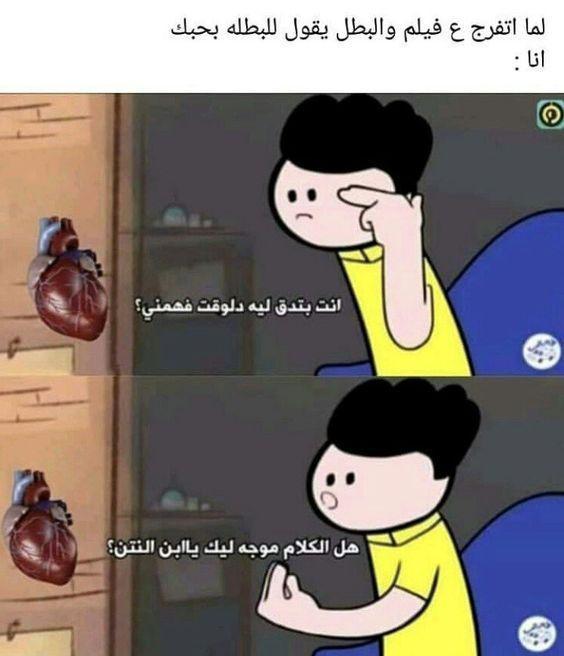 لما اتفرج ع فيلم والبطل يقول للبطله بحبك
انا :
انت بتدق ليه دلوقت فهمني؟
هل الكلام موجه ليك ياابن النتن؟